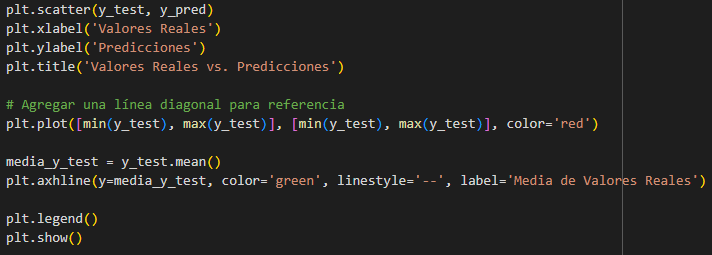 plt.scatter(y_test, y_pred)
plt.xlabel('Valores Reales')
plt.ylabel('Predicciones')
plt.title('Valores Reales vs. Predicciones')
# Agregar una línea diagonal para referencia
plt.plot([min(y_test), max(y_test)], [min(y_test), max(y_test)], color='red')
media_y_test = y_test.mean()
plt.axhline(y=media_y_test, color='green', linestyle='--', label='Media de Valores Reales')
plt.legend()
plt.show()